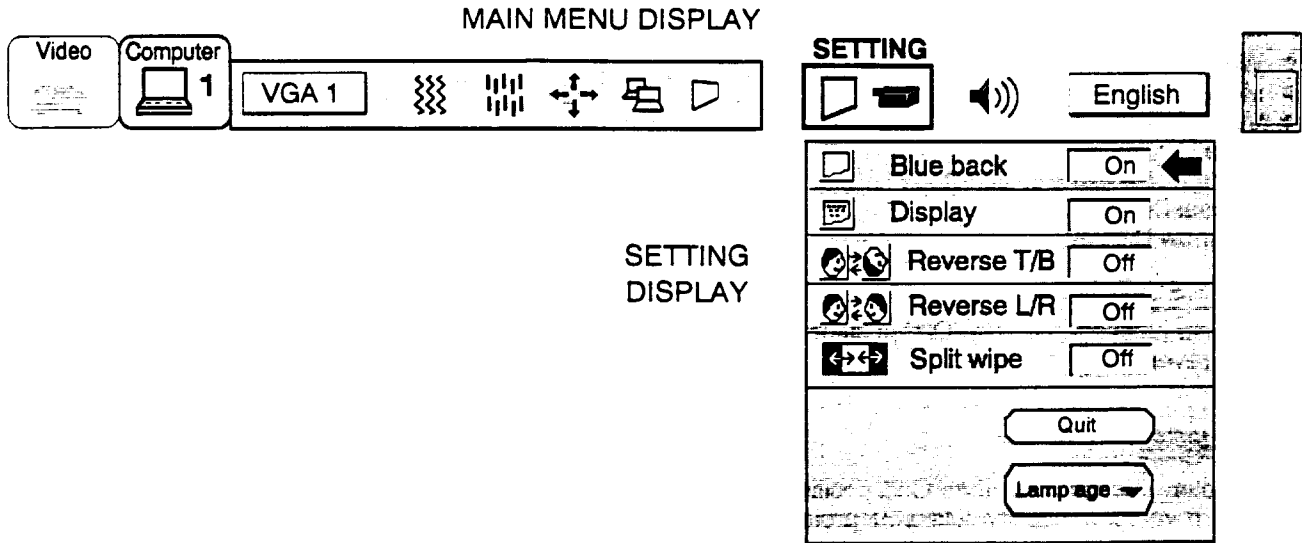 MAIN MENU DISPLAY
Video
Computer
1
VGA 1
SETTING
English
Blue back On
Display On
SETTING
DISPLAY
Reverse T/B Off
Reverse L/R Off
Split wipe Off
Quit
Lamp age